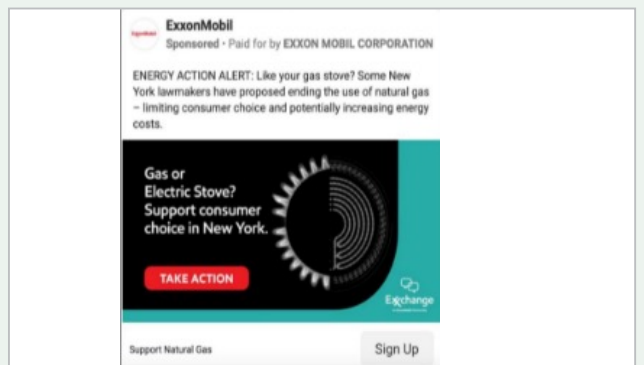 ExxonMobil
ExxonMobil
Sponsored · Paid for by EXXON MOBIL CORPORATION
ENERGY ACTION ALERT: Like your gas stove? Some New
York lawmakers have proposed ending the use of natural gas
– limiting consumer choice and potentially increasing energy
costs.
Gas or
Electric Stove?
Support consumer
choice in New York.
TAKE ACTION
Exxchange
Support Natural Gas
Sign Up